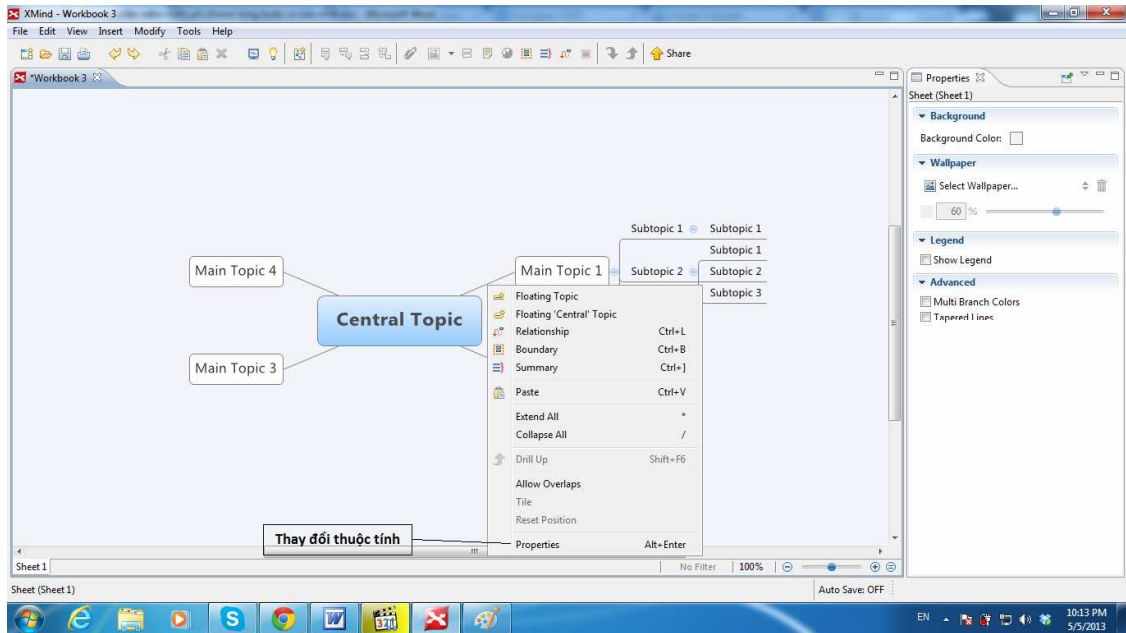 XMind - Workbook 3
File Edit View Insert Modify Tools Help
Share
*Workbook 3
Properties
Sheet (Sheet 1)
Background
Background Color:
Wallpaper
Select Wallpaper...
60 %
Legend
Show Legend
Advanced
Multi Branch Colors
Tapered Lines
Subtopic 1 Subtopic 1
Subtopic 1
Main Topic 4
Main Topic 1
Subtopic 2 Subtopic 2
Subtopic 3
Central Topic
Main Topic 3
Floating Topic
Floating 'Central' Topic
Relationship Ctrl+L
Boundary Ctrl+B
Summary Ctrl+]
Paste Ctrl+V
Extend All *
Collapse All /
Drill Up Shift+F6
Allow Overlaps
Tile
Reset Position
Properties Alt+Enter
Thay đổi thuộc tính
Sheet 1
No Filter 100%
Sheet (Sheet 1)
Auto Save: OFF
EN
10:13 PM
5/5/2013